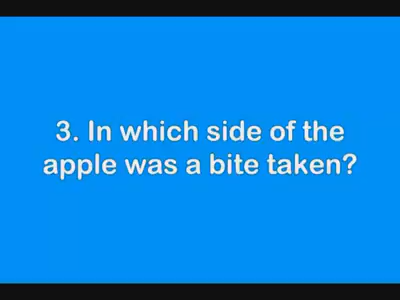 3. In which side of the
apple was a bite taken?